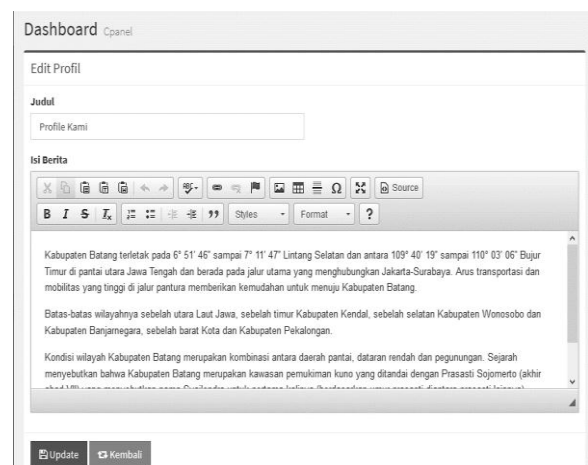 Dashboard Cpanel
Edit Profil
Judul
Profile Kami
Isi Berita
Source
B I S Ix Styles Format ?
Kabupaten Batang terletak pada 6° 51' 46" sampai 7° 11' 47" Lintang Selatan dan antara 109° 40' 19" sampai 110° 03' 06" Bujur
Timur di pantai utara Jawa Tengah dan berada pada jalur utama yang menghubungkan Jakarta-Surabaya. Arus transportasi dan
mobilitas yang tinggi di jalur pantura memberikan kemudahan untuk menuju Kabupaten Batang.
Batas-batas wilayahnya sebelah utara Laut Jawa, sebelah timur Kabupaten Kendal, sebelah selatan Kabupaten Wonosobo dan
Kabupaten Banjarnegara, sebelah barat Kota dan Kabupaten Pekalongan.
Kondisi wilayah Kabupaten Batang merupakan kombinasi antara daerah pantai, dataran rendah dan pegunungan. Sejarah
menyebutkan bahwa Kabupaten Batang merupakan kawasan pemukiman kuno yang ditandai dengan Prasasti Sojomerto (akhir
Update Kembali